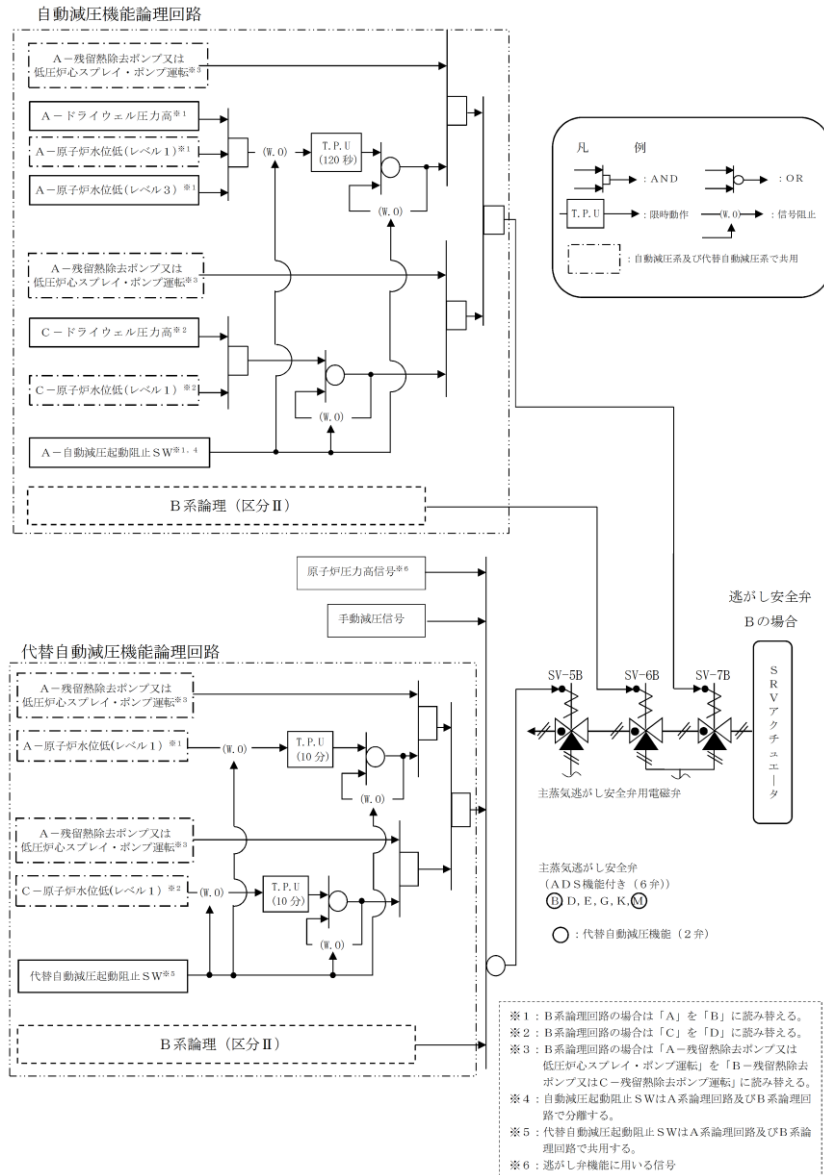 自動減圧機能論理回路
A－残留熱除去ポンプ又は
低圧炉心スプレイ・ポンプ運転※3
A－ドライウェル圧力高※1
A－原子炉水位低(レベル1)※1
A－原子炉水位低(レベル3)※1
(W.O)
T.P.U
(120秒)
(W.O)
A－残留熱除去ポンプ又は
低圧炉心スプレイ・ポンプ運転※3
C－ドライウェル圧力高※2
C－原子炉水位低(レベル1)※2
(W.O)
A－自動減圧起動阻止SW※1,4
B系論理（区分Ⅱ）
凡　例
：AND
：OR
T.P.U
：限時動作
(W.O)
：信号阻止
：自動減圧系及び代替自動減圧系で共用
原子炉圧力高信号※6
手動減圧信号
代替自動減圧機能論理回路
A－残留熱除去ポンプ又は
低圧炉心スプレイ・ポンプ運転※3
A－原子炉水位低(レベル1)※1
(W.O)
T.P.U
(10分)
(W.O)
A－残留熱除去ポンプ又は
低圧炉心スプレイ・ポンプ運転※3
C－原子炉水位低(レベル1)※2
(W.O)
T.P.U
(10分)
(W.O)
代替自動減圧起動阻止SW※5
B系論理（区分Ⅱ）
逃がし安全弁
Bの場合
SV-5B
SV-6B
SV-7B
SRVアクチュエータ
主蒸気逃がし安全弁用電磁弁
主蒸気逃がし安全弁
(ADS機能付き（6弁))
B, D, E, G, K, M
○：代替自動減圧機能（2弁）
※1：B系論理回路の場合は「A」を「B」に読み替える。
※2：B系論理回路の場合は「C」を「D」に読み替える。
※3：B系論理回路の場合は「A－残留熱除去ポンプ又は
低圧炉心スプレイ・ポンプ運転」を「B－残留熱除去
ポンプ又はC－残留熱除去ポンプ運転」に読み替える。
※4：自動減圧起動阻止SWはA系論理回路及びB系論理回
路で分離する。
※5：代替自動減圧起動阻止SWはA系論理回路及びB系論
理回路で共用する。
※6：逃がし弁機能に用いる信号